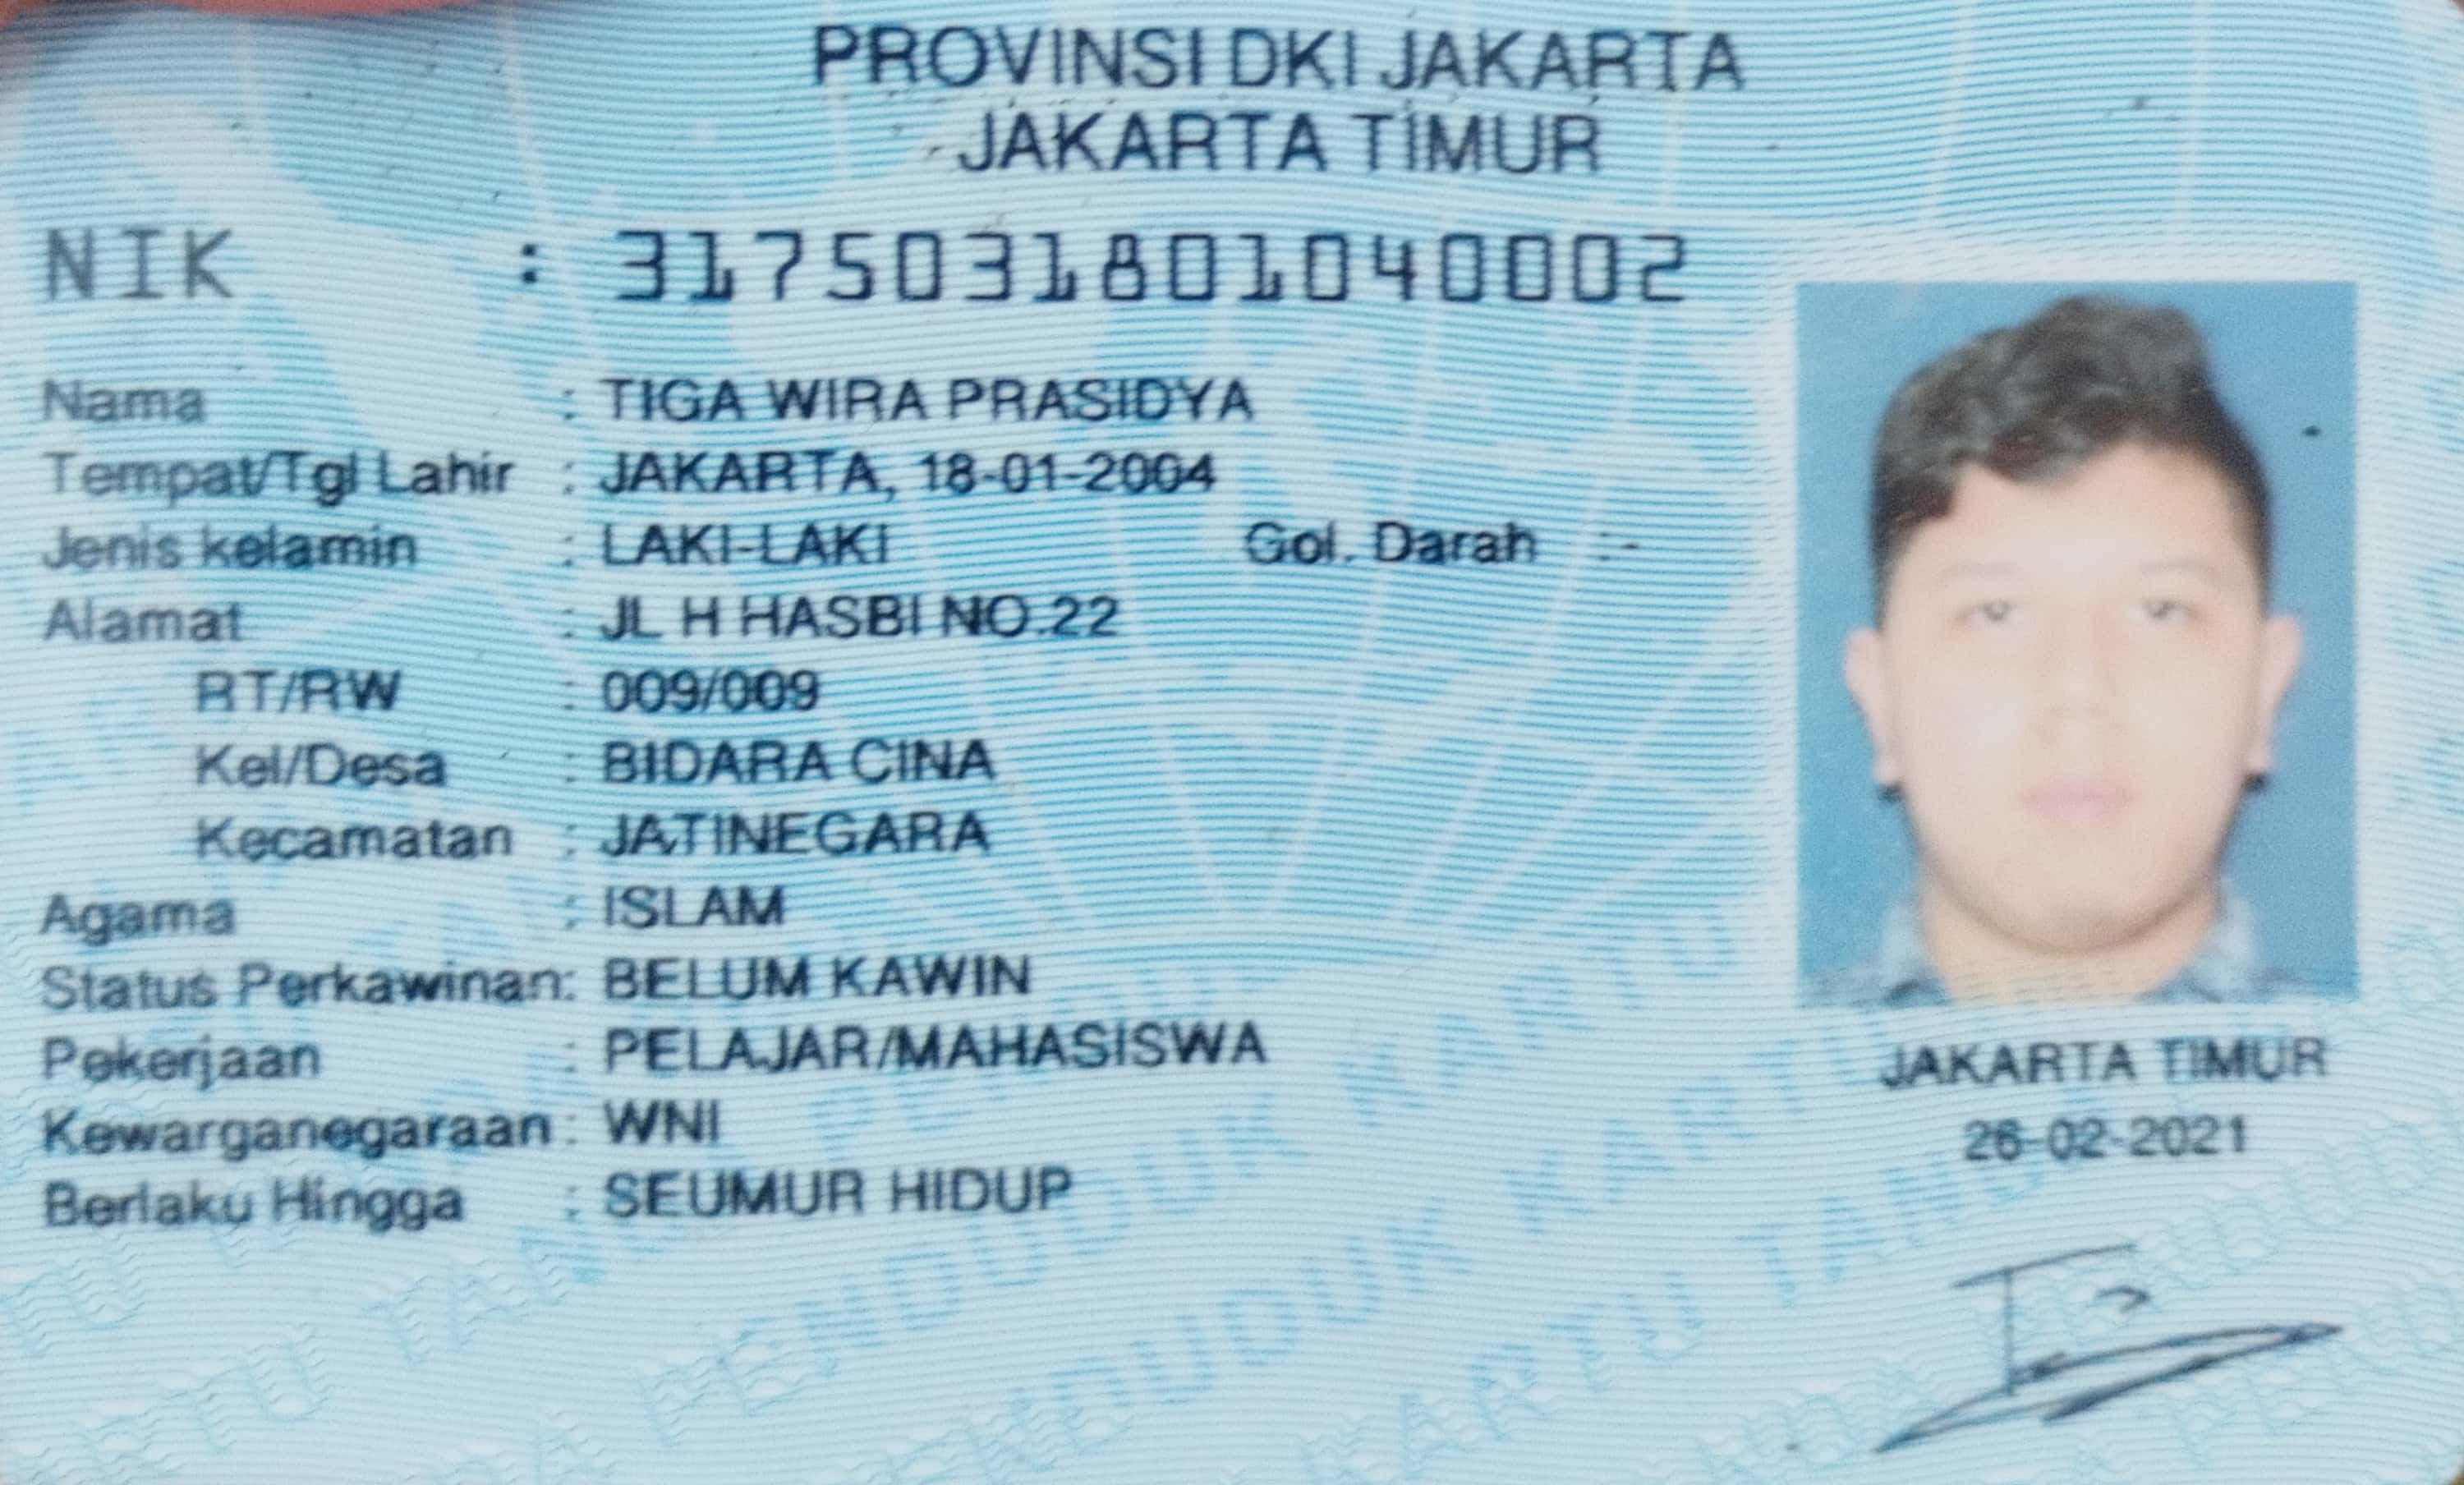 PROVINSI DKI JAKARTA
JAKARTA TIMUR
NIK : 3175031801040002
Nama : TIGA WIRA PRASIDYA
Tempat/Tgl Lahir : JAKARTA, 18-01-2004
Jenis kelamin : LAKI-LAKI Gol. Darah : -
Alamat : JL H HASBI NO.22
RT/RW : 009/009
Kel/Desa : BIDARA CINA
Kecamatan : JATINEGARA
Agama : ISLAM
Status Perkawinan: BELUM KAWIN
Pekerjaan : PELAJAR/MAHASISWA
Kewarganegaraan : WNI
Berlaku Hingga : SEUMUR HIDUP
JAKARTA TIMUR
26-02-2021